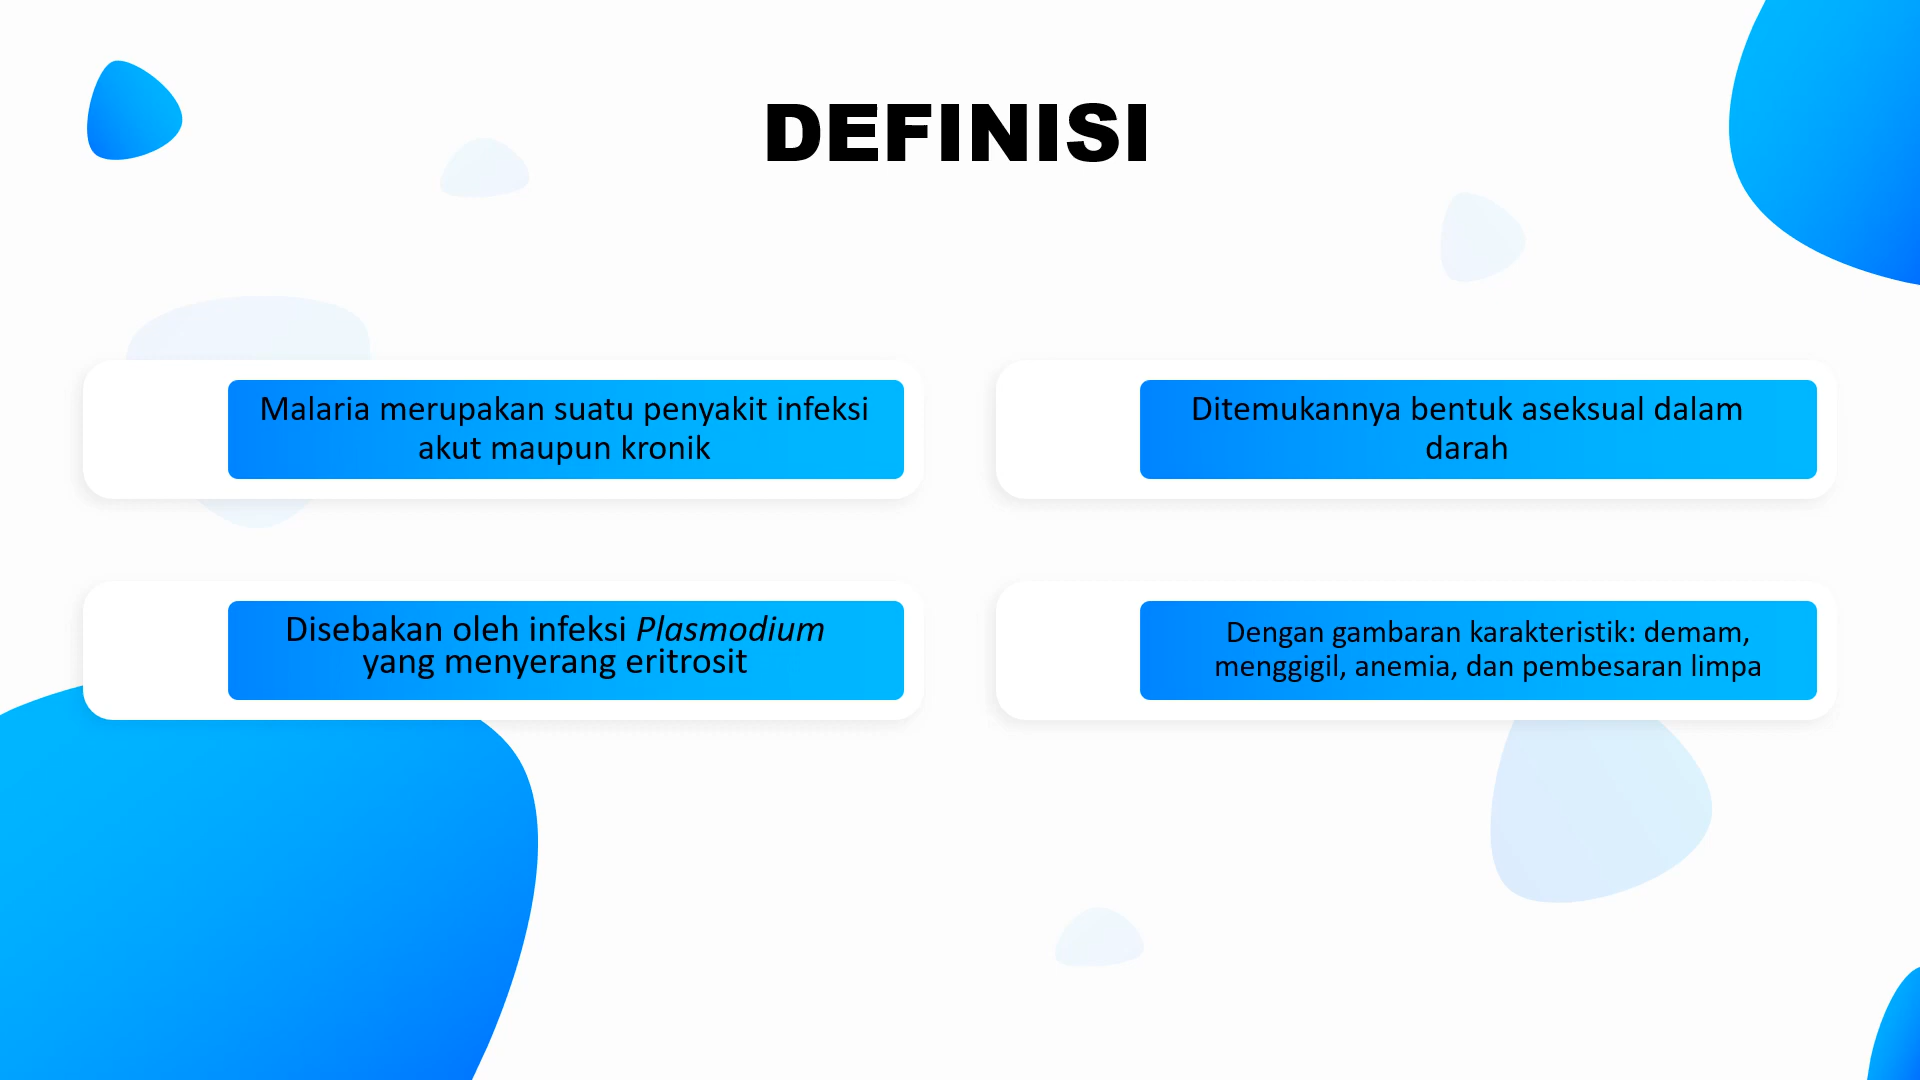 DEFINISI
Malaria merupakan suatu penyakit infeksi
akut maupun kronik
Ditemukannya bentuk aseksual dalam
darah
Disebakan oleh infeksi Plasmodium
yang menyerang eritrosit
Dengan gambaran karakteristik: demam,
menggigil, anemia, dan pembesaran limpa